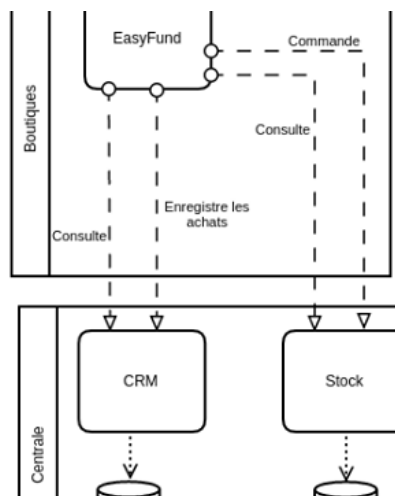 EasyFund
Commande
Boutiques
Consulte
Enregistre les
achats
Consulte
CRM
Stock
Centrale